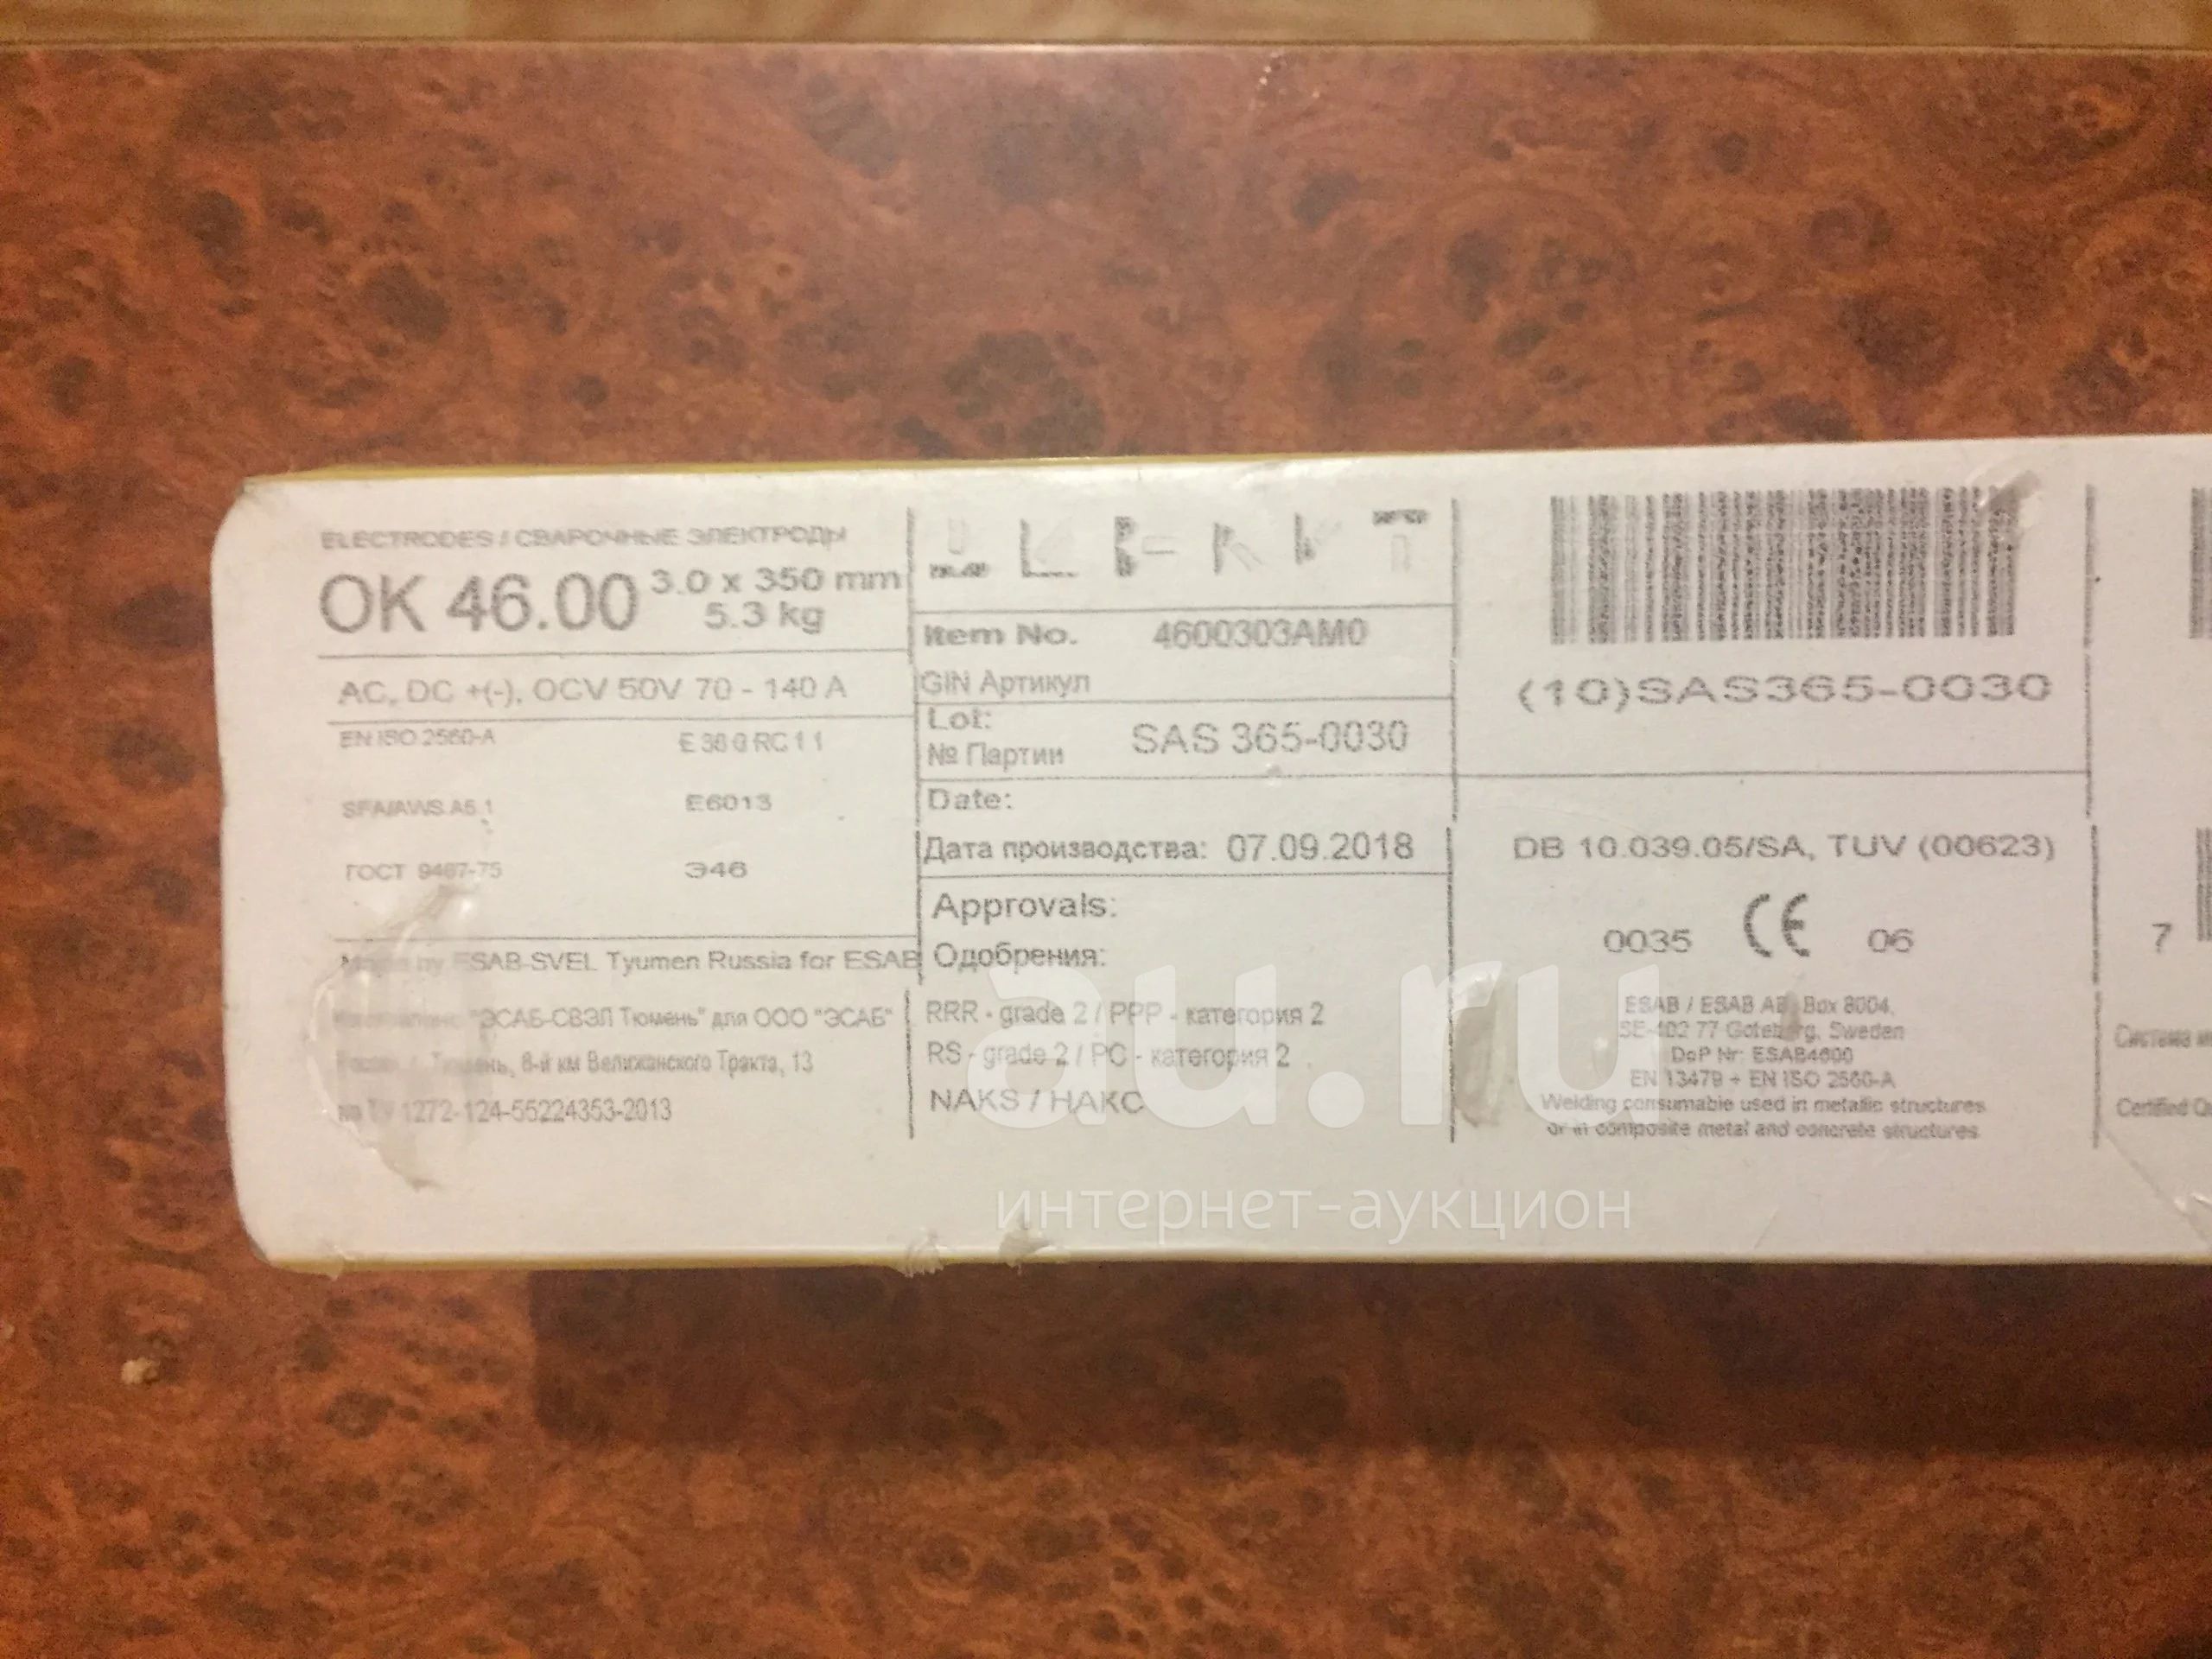 ELECTRODES / СВАРОЧНЫЕ ЭЛЕКТРОДЫ
OK 46.00 3.0 x 350 mm
5.3 kg
AC, DC +(-), OCV 50V 70 - 140 A
EN ISO 2560-A E 38 0 RC 1 1
SFA/AWS A5.1 E6013
ГОСТ 9467-75 Э46
Made by ESAB-SVEL Tyumen Russia for ESAB
"ЭСАБ-СВЭЛ Тюмень" для ООО "ЭСАБ"
Тюмень, 8-й км Велижанского Тракта, 13
1272-124-55224353-2013
Item No. 4600303AM0
GIN Артикул
Lot:
№ Партии SAS 365-0030
Date:
Дата производства: 07.09.2018
Approvals:
Одобрения:
RRR - grade 2 / РРР - категория 2
RS - grade 2 / РС - категория 2
NAKS / НАКС
(10)SAS365-0030
DB 10.039.05/SA, TUV (00623)
0035 CE 06
ESAB / ESAB AB Box 8004,
SE-402 77 Goteborg, Sweden
DoP Nr: ESAB4600
EN 13479 + EN ISO 2560-A
Welding consumable used in metallic structures
or in composite metal and concrete structures
7
Система
Certified
au.ru
интернет-аукцион